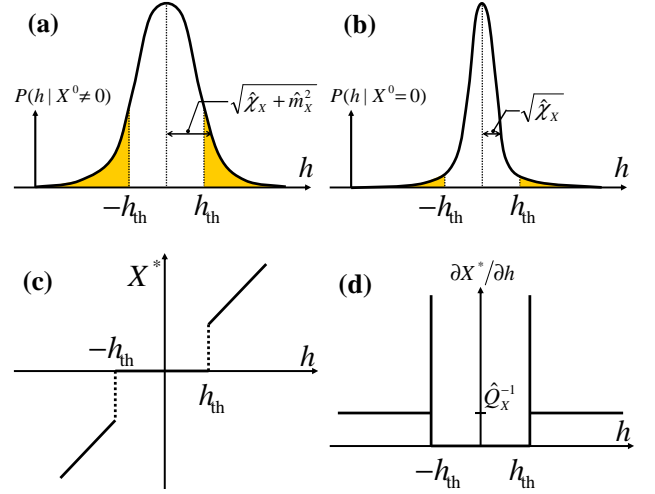 (a)
P(h | X⁰ ≠ 0)
√(χ̂_X + m̂_X²)
h
−h_th
h_th
(b)
P(h | X⁰ = 0)
√χ̂_X
h
−h_th
h_th
(c)
X*
−h_th
h
h_th
(d)
∂X*/∂h
Q̂_X⁻¹
h
−h_th
h_th